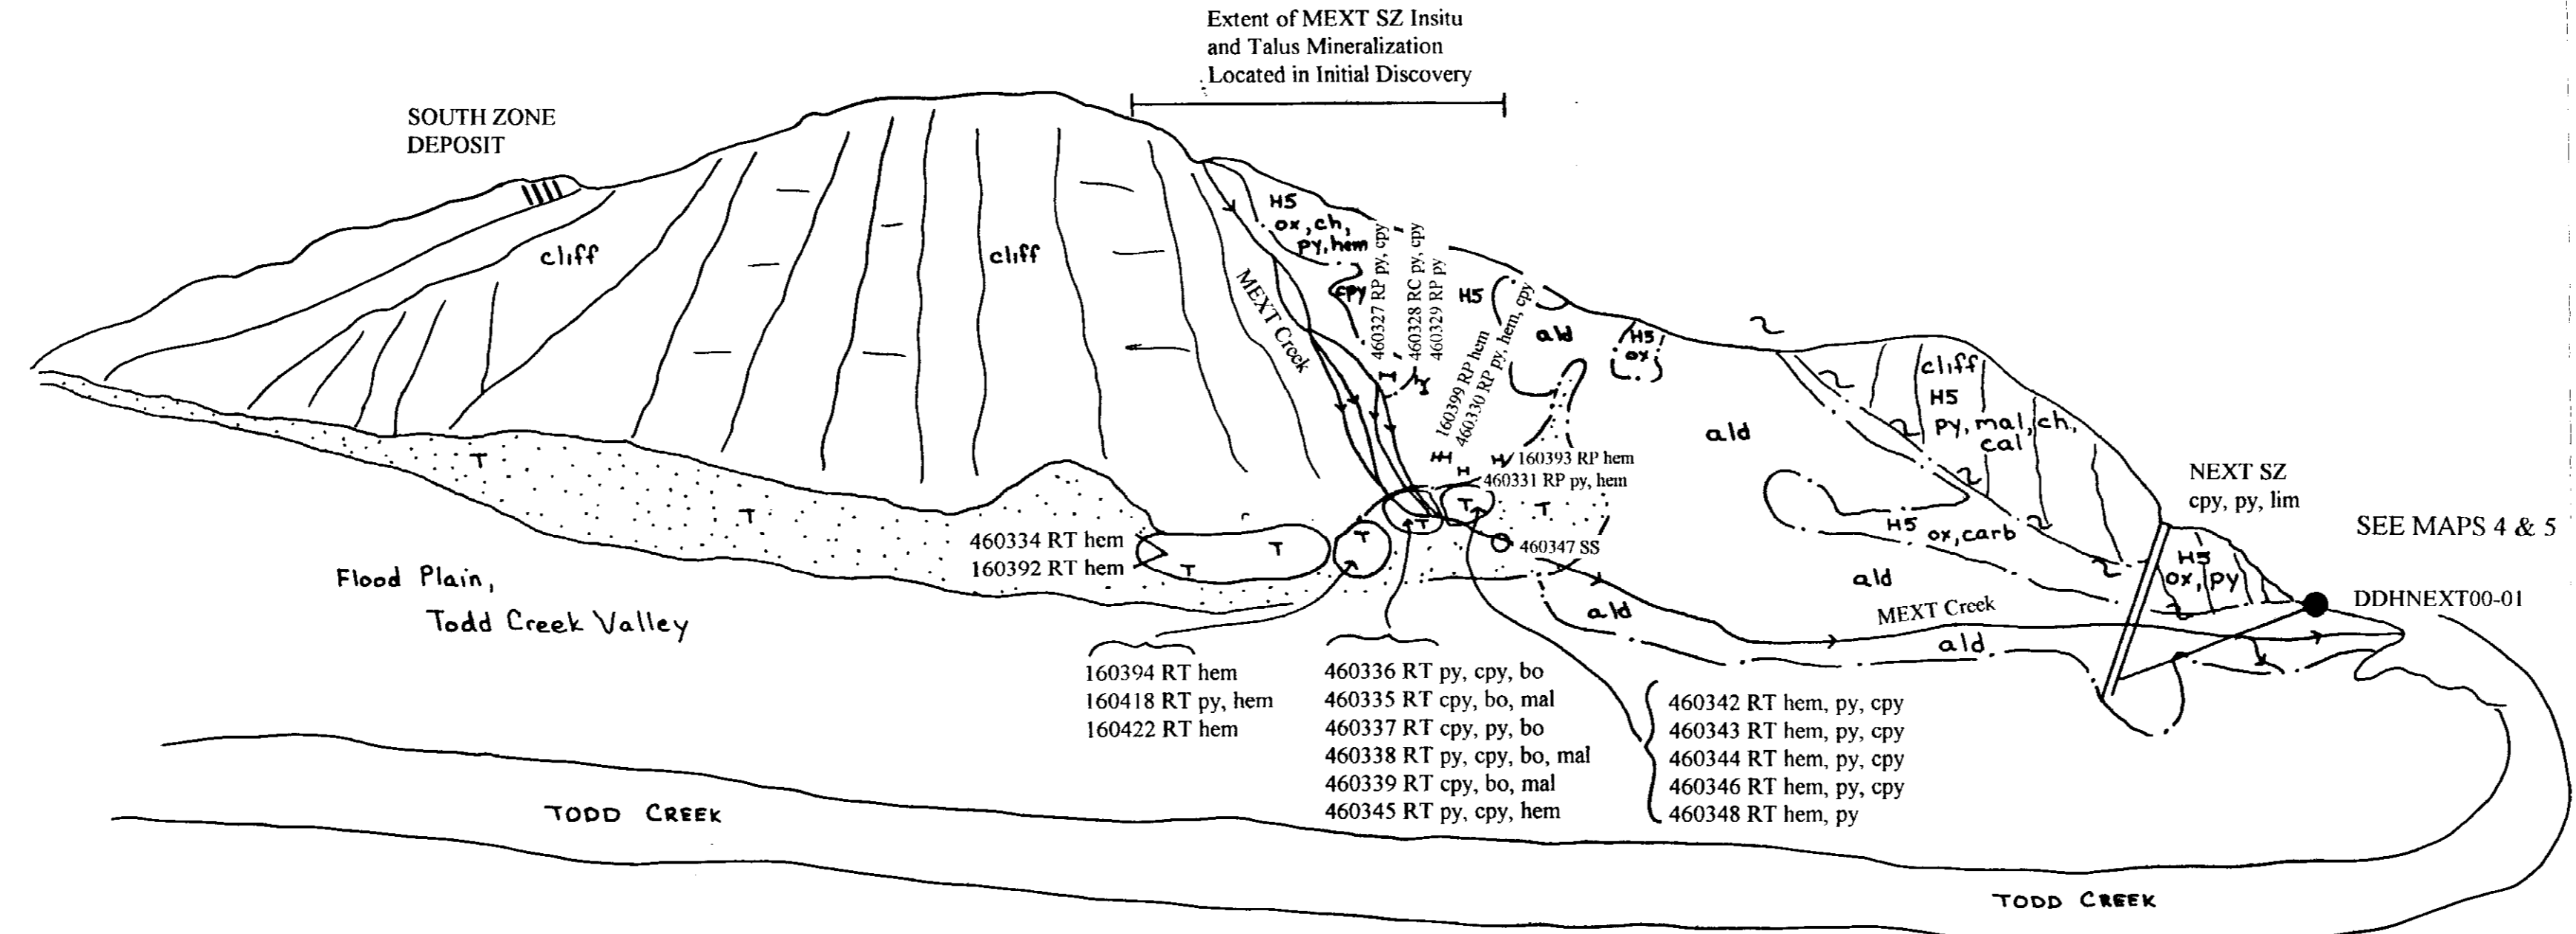 Extent of MEXT SZ Insitu
and Talus Mineralization
Located in Initial Discovery
SOUTH ZONE
DEPOSIT
cliff
cliff
MEXT Creek
H5
ox, ch,
py, hem
cpy
460327 RP py, cpy
460328 RC py, cpy
460329 RP py
H5
160399 RP hem
460330 RP py, hem, cpy
ald
H5
ox
ald
cliff
H5
py, mal, ch,
cal
160393 RP hem
460331 RP py, hem
NEXT SZ
cpy, py, lim
SEE MAPS 4 & 5
T
T
T
T
T
T
T
T
460334 RT hem
160392 RT hem
460347 SS
H5
ox, carb
H5
ox, py
ald
ald
MEXT Creek
ald
DDHNEXT00-01
Flood Plain,
Todd Creek Valley
160394 RT hem
160418 RT py, hem
160422 RT hem
460336 RT py, cpy, bo
460335 RT cpy, bo, mal
460337 RT cpy, py, bo
460338 RT py, cpy, bo, mal
460339 RT cpy, bo, mal
460345 RT py, cpy, hem
460342 RT hem, py, cpy
460343 RT hem, py, cpy
460344 RT hem, py, cpy
460346 RT hem, py, cpy
460348 RT hem, py
TODD CREEK
TODD CREEK